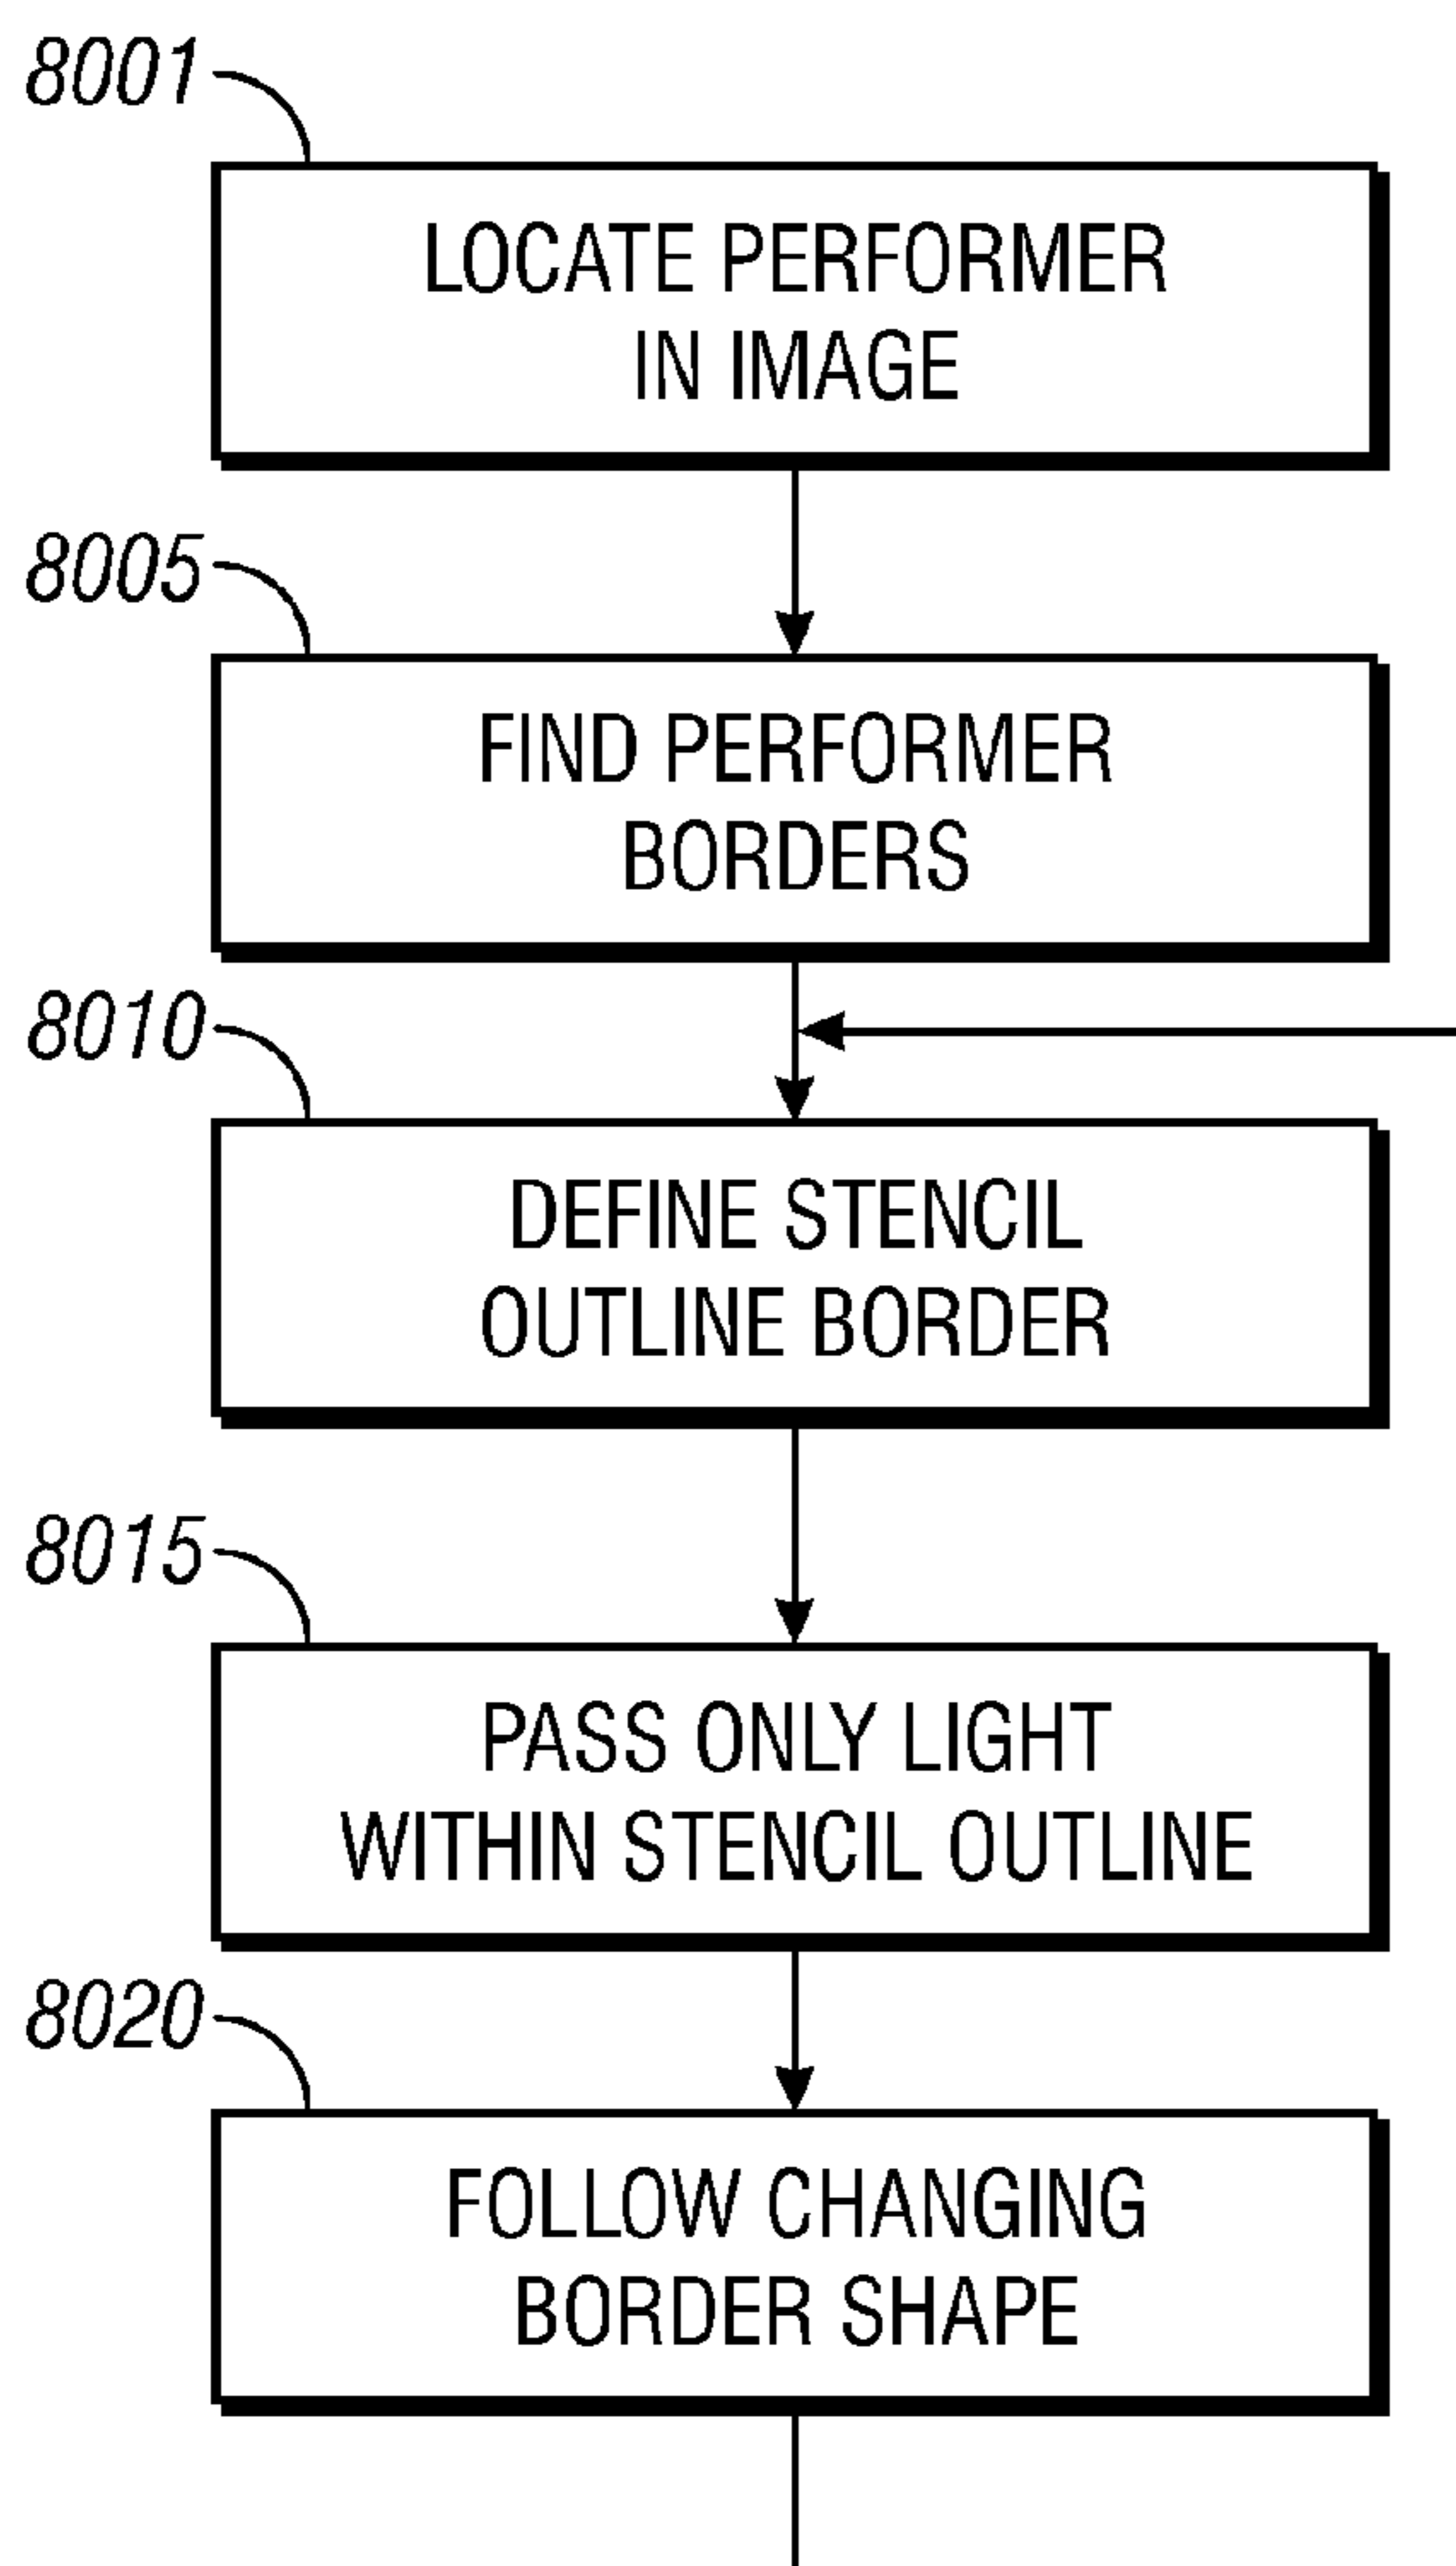 8001
LOCATE PERFORMER
IN IMAGE
8005
FIND PERFORMER
BORDERS
8010
DEFINE STENCIL
OUTLINE BORDER
8015
PASS ONLY LIGHT
WITHIN STENCIL OUTLINE
8020
FOLLOW CHANGING
BORDER SHAPE